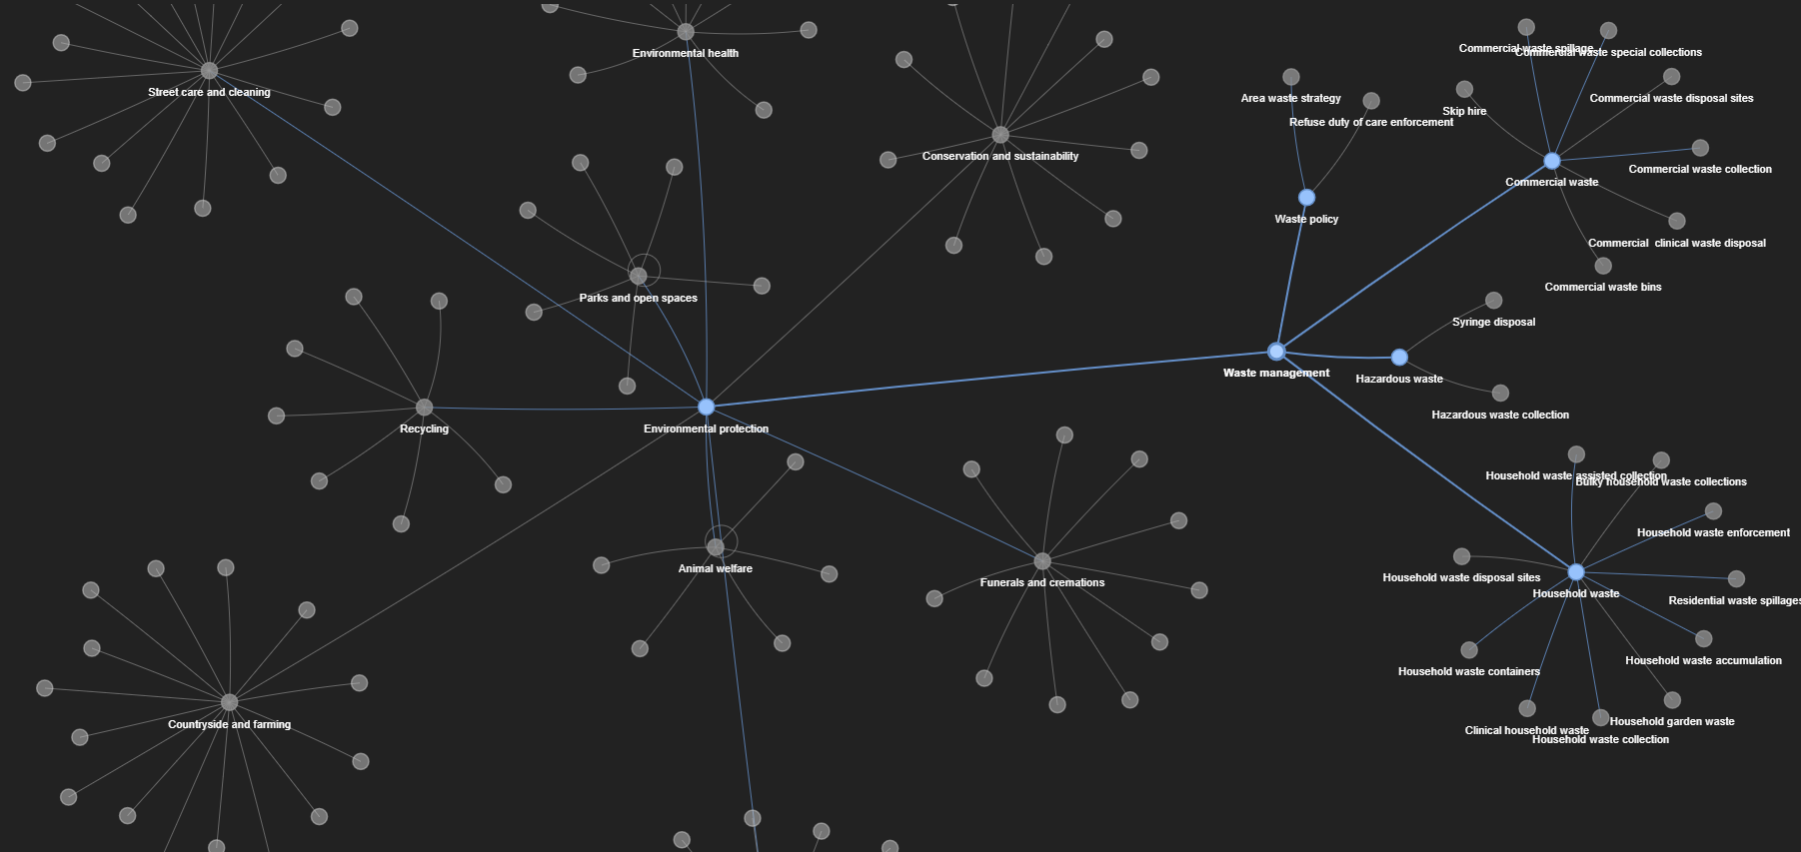 Commercial waste spillage
Commercial waste special collections
Environmental health
Street care and cleaning
Area waste strategy
Commercial waste disposal sites
Skip hire
Refuse duty of care enforcement
Conservation and sustainability
Commercial waste collection
Commercial waste
Waste policy
Commercial  clinical waste disposal
Commercial waste bins
Parks and open spaces
Syringe disposal
Waste management
Hazardous waste
Hazardous waste collection
Recycling
Environmental protection
Household waste assisted collection
Bulky household waste collections
Household waste enforcement
Animal welfare
Funerals and cremations
Household waste disposal sites
Household waste
Residential waste spillages
Household waste accumulation
Household waste containers
Countryside and farming
Household garden waste
Clinical household waste
Household waste collection